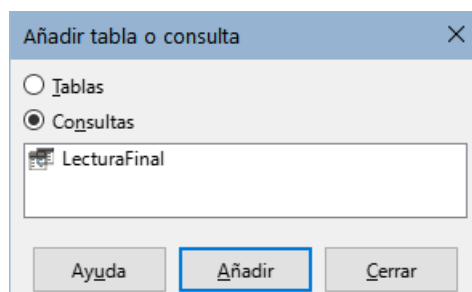 Añadir tabla o consulta
Tablas
Consultas
LecturaFinal
Ayuda Añadir Cerrar